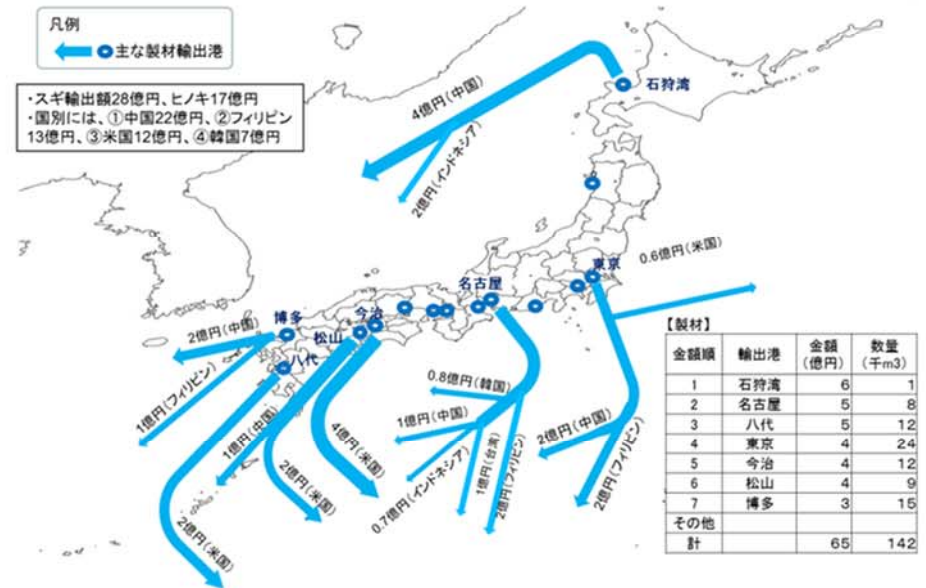 凡例
主な製材輸出港
・スギ輸出額28億円、ヒノキ17億円
・国別には、①中国22億円、②フィリピン
13億円、③米国12億円、④韓国7億円
石狩湾
4億円(中国)
2億円(インドネシア)
東京
0.6億円(米国)
名古屋
博多
今治
松山
八代
2億円(中国)
1億円(フィリピン)
1億円(中国)
2億円(米国)
2億円(米国)
4億円(米国)
0.8億円(韓国)
1億円(中国)
0.7億円(インドネシア)
1億円(台湾)
2億円(フィリピン)
2億円(中国)
2億円(フィリピン)
【製材】
金額順 輸出港 金額(億円) 数量(千m3)
1 石狩湾 6 1
2 名古屋 5 8
3 八代 5 12
4 東京 4 24
5 今治 4 12
6 松山 4 9
7 博多 3 15
その他
計 65 142